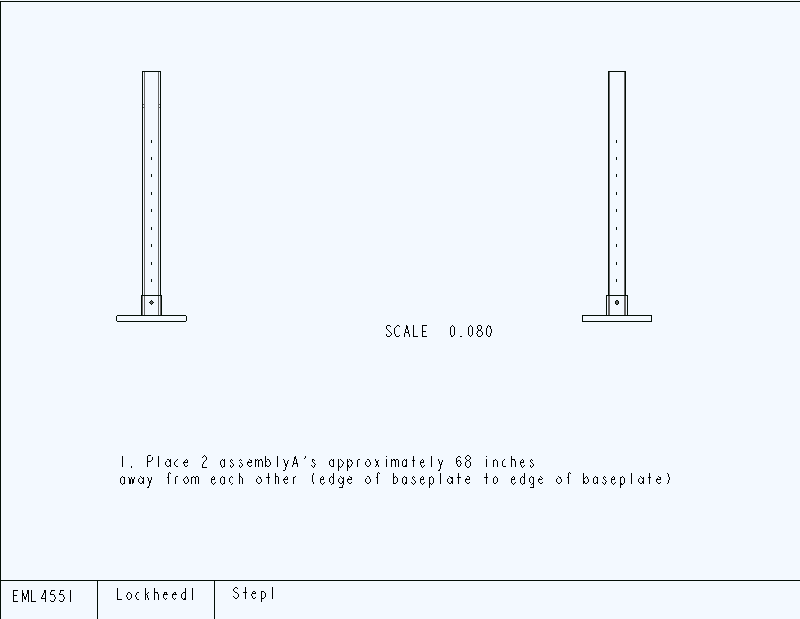 SCALE 0.080
1. Place 2 assemblyA's approximately 68 inches
away from each other (edge of baseplate to edge of baseplate)
EML4551 Lockheed1 Step1